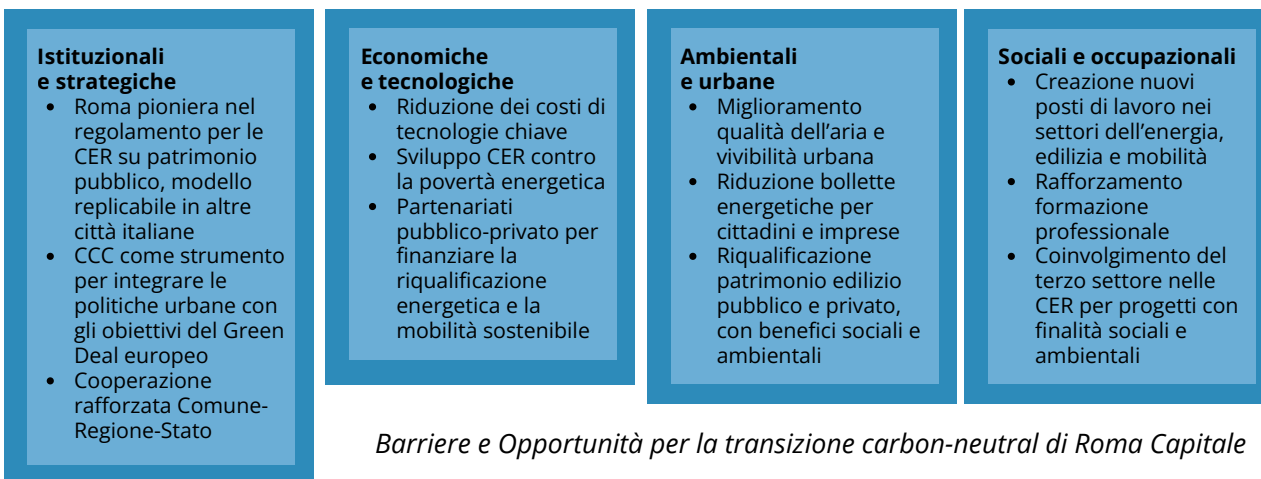 Istituzionali
e strategiche
• Roma pioniera nel
regolamento per le
CER su patrimonio
pubblico, modello
replicabile in altre
città italiane
• CCC come strumento
per integrare le
politiche urbane con
gli obiettivi del Green
Deal europeo
• Cooperazione
rafforzata Comune-
Regione-Stato
Economiche
e tecnologiche
• Riduzione dei costi di
tecnologie chiave
• Sviluppo CER contro
la povertà energetica
• Partenariati
pubblico-privato per
finanziare la
riqualificazione
energetica e la
mobilità sostenibile
Ambientali
e urbane
• Miglioramento
qualità dell’aria e
vivibilità urbana
• Riduzione bollette
energetiche per
cittadini e imprese
• Riqualificazione
patrimonio edilizio
pubblico e privato,
con benefici sociali e
ambientali
Sociali e occupazionali
• Creazione nuovi
posti di lavoro nei
settori dell’energia,
edilizia e mobilità
• Rafforzamento
formazione
professionale
• Coinvolgimento del
terzo settore nelle
CER per progetti con
finalità sociali e
ambientali
Barriere e Opportunità per la transizione carbon-neutral di Roma Capitale